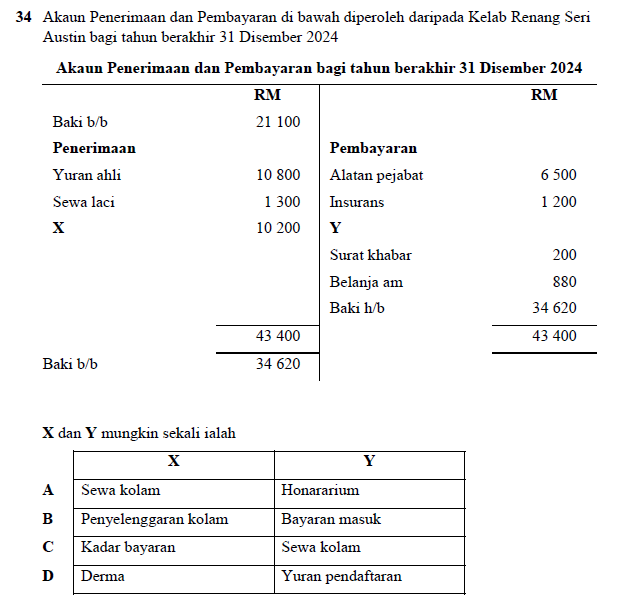 34 Akaun Penerimaan dan Pembayaran di bawah diperoleh daripada Kelab Renang Seri
Austin bagi tahun berakhir 31 Disember 2024
Akaun Penerimaan dan Pembayaran bagi tahun berakhir 31 Disember 2024
RM RM
Baki b/b 21 100
Penerimaan Pembayaran
Yuran ahli 10 800 Alatan pejabat 6 500
Sewa laci 1 300 Insurans 1 200
X 10 200 Y
Surat khabar 200
Belanja am 880
Baki h/b 34 620
43 400 43 400
Baki b/b 34 620
X dan Y mungkin sekali ialah
X Y
A Sewa kolam Honararium
B Penyelenggaran kolam Bayaran masuk
C Kadar bayaran Sewa kolam
D Derma Yuran pendaftaran